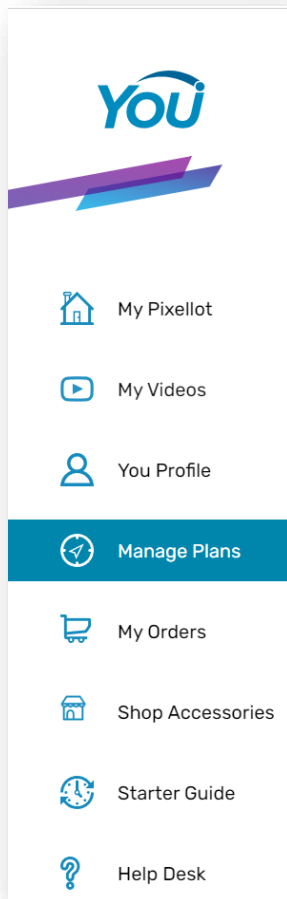 You
My Pixellot
My Videos
You Profile
Manage Plans
My Orders
Shop Accessories
Starter Guide
Help Desk